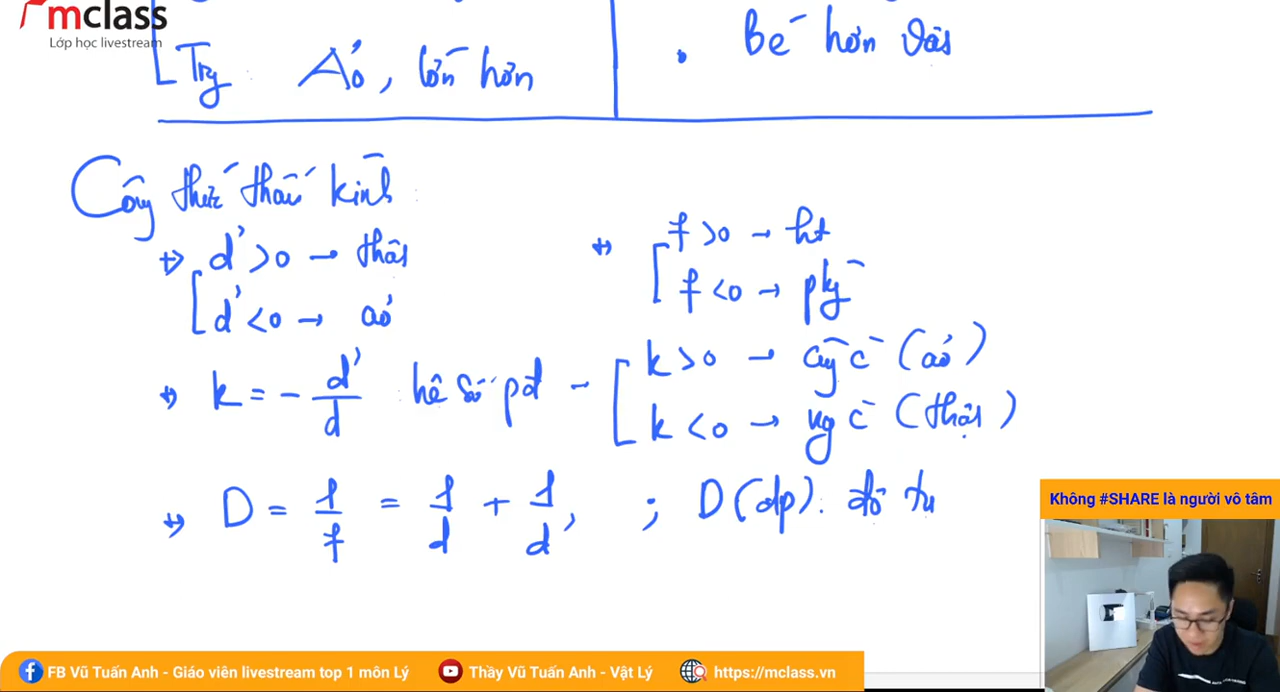 mclass
Lớp học livestream
Try : Ảo, lớn hơn
• Bé hơn vật
Công thức thấu kính :
+) d' > 0 → thật
d' < 0 → ảo
+) f > 0 → ht
f < 0 → pkỳ
+) k = - d'/d : hệ số pđ - k > 0 → cùng c (ảo)
k < 0 → ng c (thật)
+) D = 1/f = 1/d + 1/d' ; D (dp): độ tụ
Không #SHARE là người vô tâm
FB Vũ Tuấn Anh - Giáo viên livestream top 1 môn Lý
Thầy Vũ Tuấn Anh - Vật Lý
https://mclass.vn